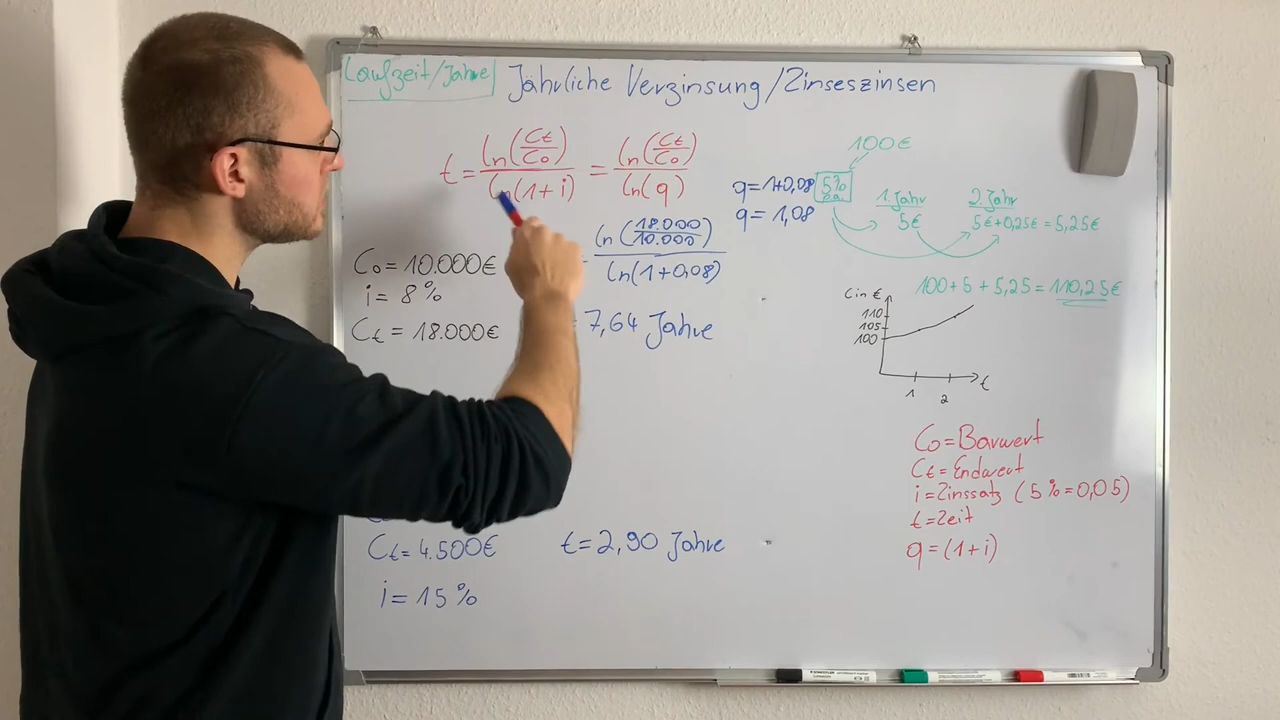 Laufzeit/Jahre
Jährliche Verzinsung/Zinseszinsen
t = ln(Ct/C0) / ln(1+i) = ln(Ct/C0) / ln(q)
C0 = 10.000€
i = 8%
Ct = 18.000€
= ln(18.000/10.000) / ln(1+0,08)
= 7,64 Jahre
q = 1+0,08
q = 1,08
100€
5%
p.a.
1. Jahr
5€
2. Jahr
5€+0,25€ = 5,25€
100+5+5,25 = 110,25€
C in €
110
105
100
1
2
t
C0 = Barwert
Ct = Endwert
i = Zinssatz (5% = 0,05)
t = Zeit
q = (1+i)
Ct = 4.500€
t = 2,90 Jahre
i = 15%